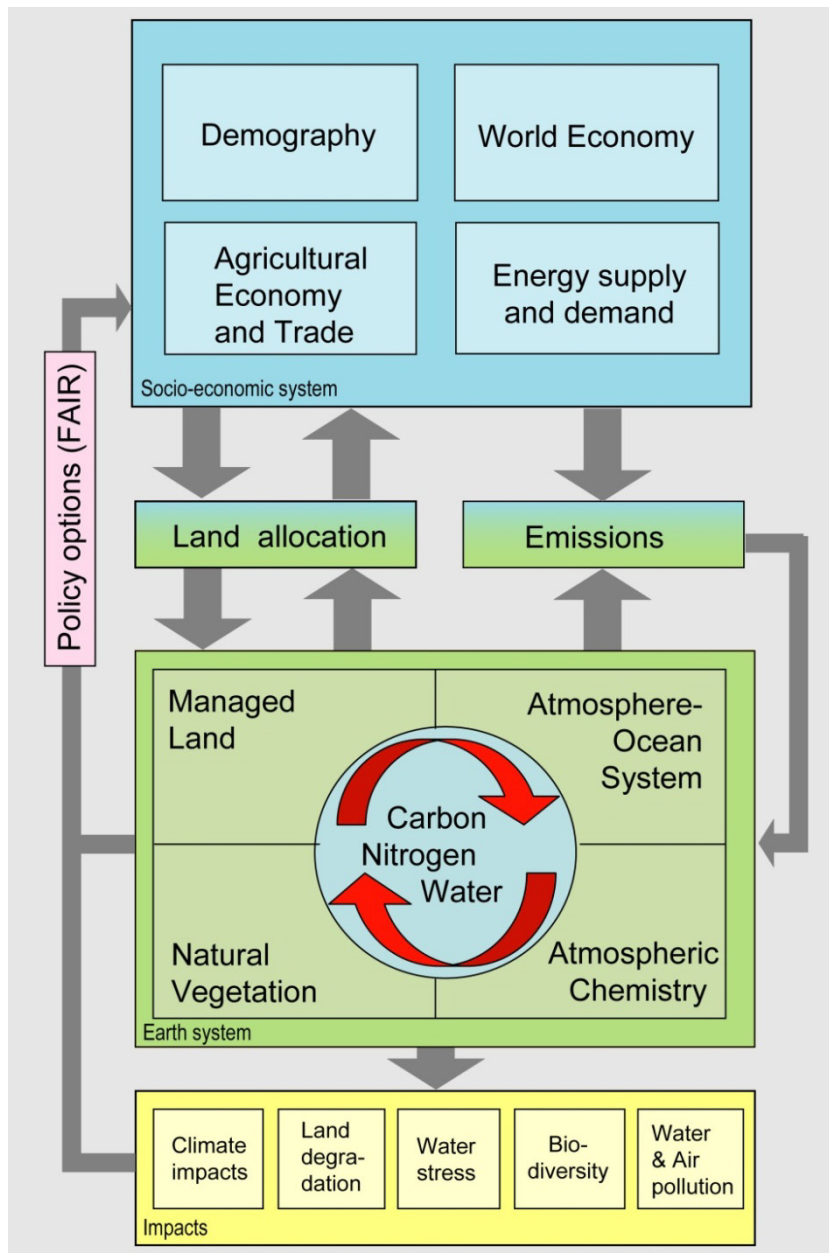 Demography
World Economy
Agricultural
Economy
and Trade
Energy supply
and demand
Socio-economic system
Policy options (FAIR)
Land allocation
Emissions
Managed
Land
Atmosphere-
Ocean
System
Carbon
Nitrogen
Water
Natural
Vegetation
Atmospheric
Chemistry
Earth system
Climate
impacts
Land
degra-
dation
Water
stress
Bio-
diversity
Water
& Air
pollution
Impacts